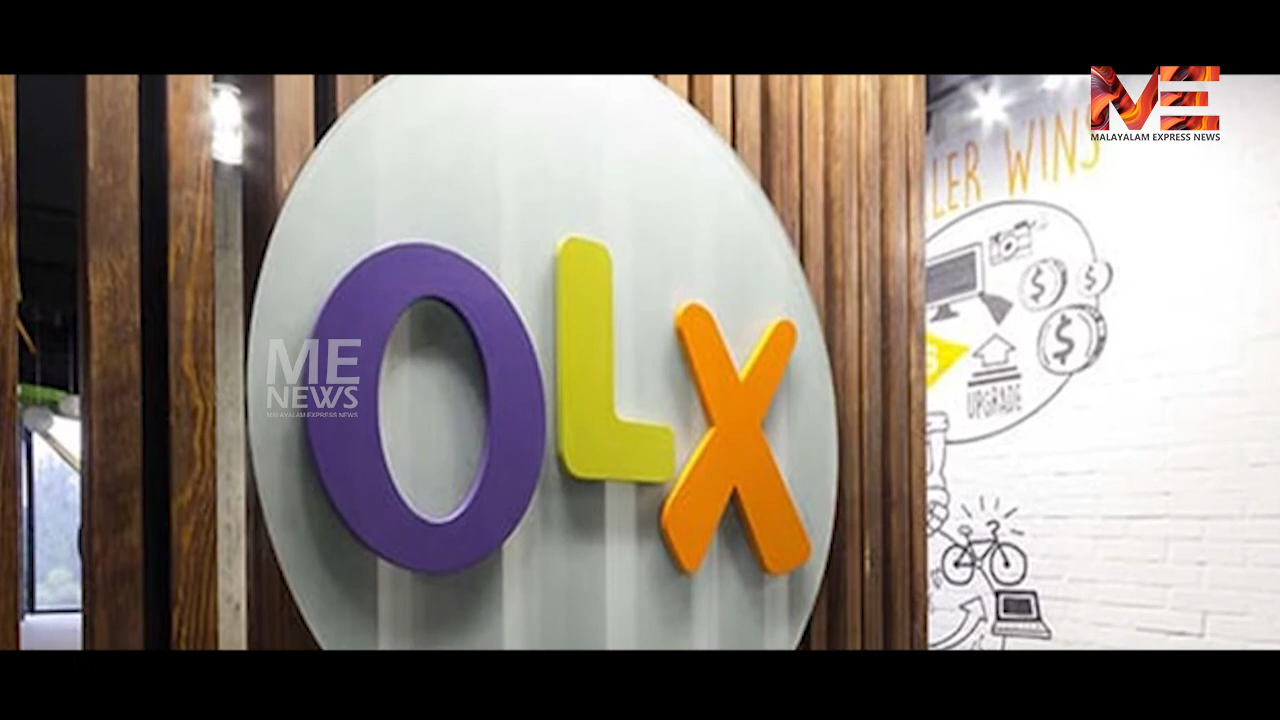 ME
MALAYALAM EXPRESS NEWS
LER WINS
OLX
ME
NEWS
MALAYALAM EXPRESS NEWS
UPGRADE